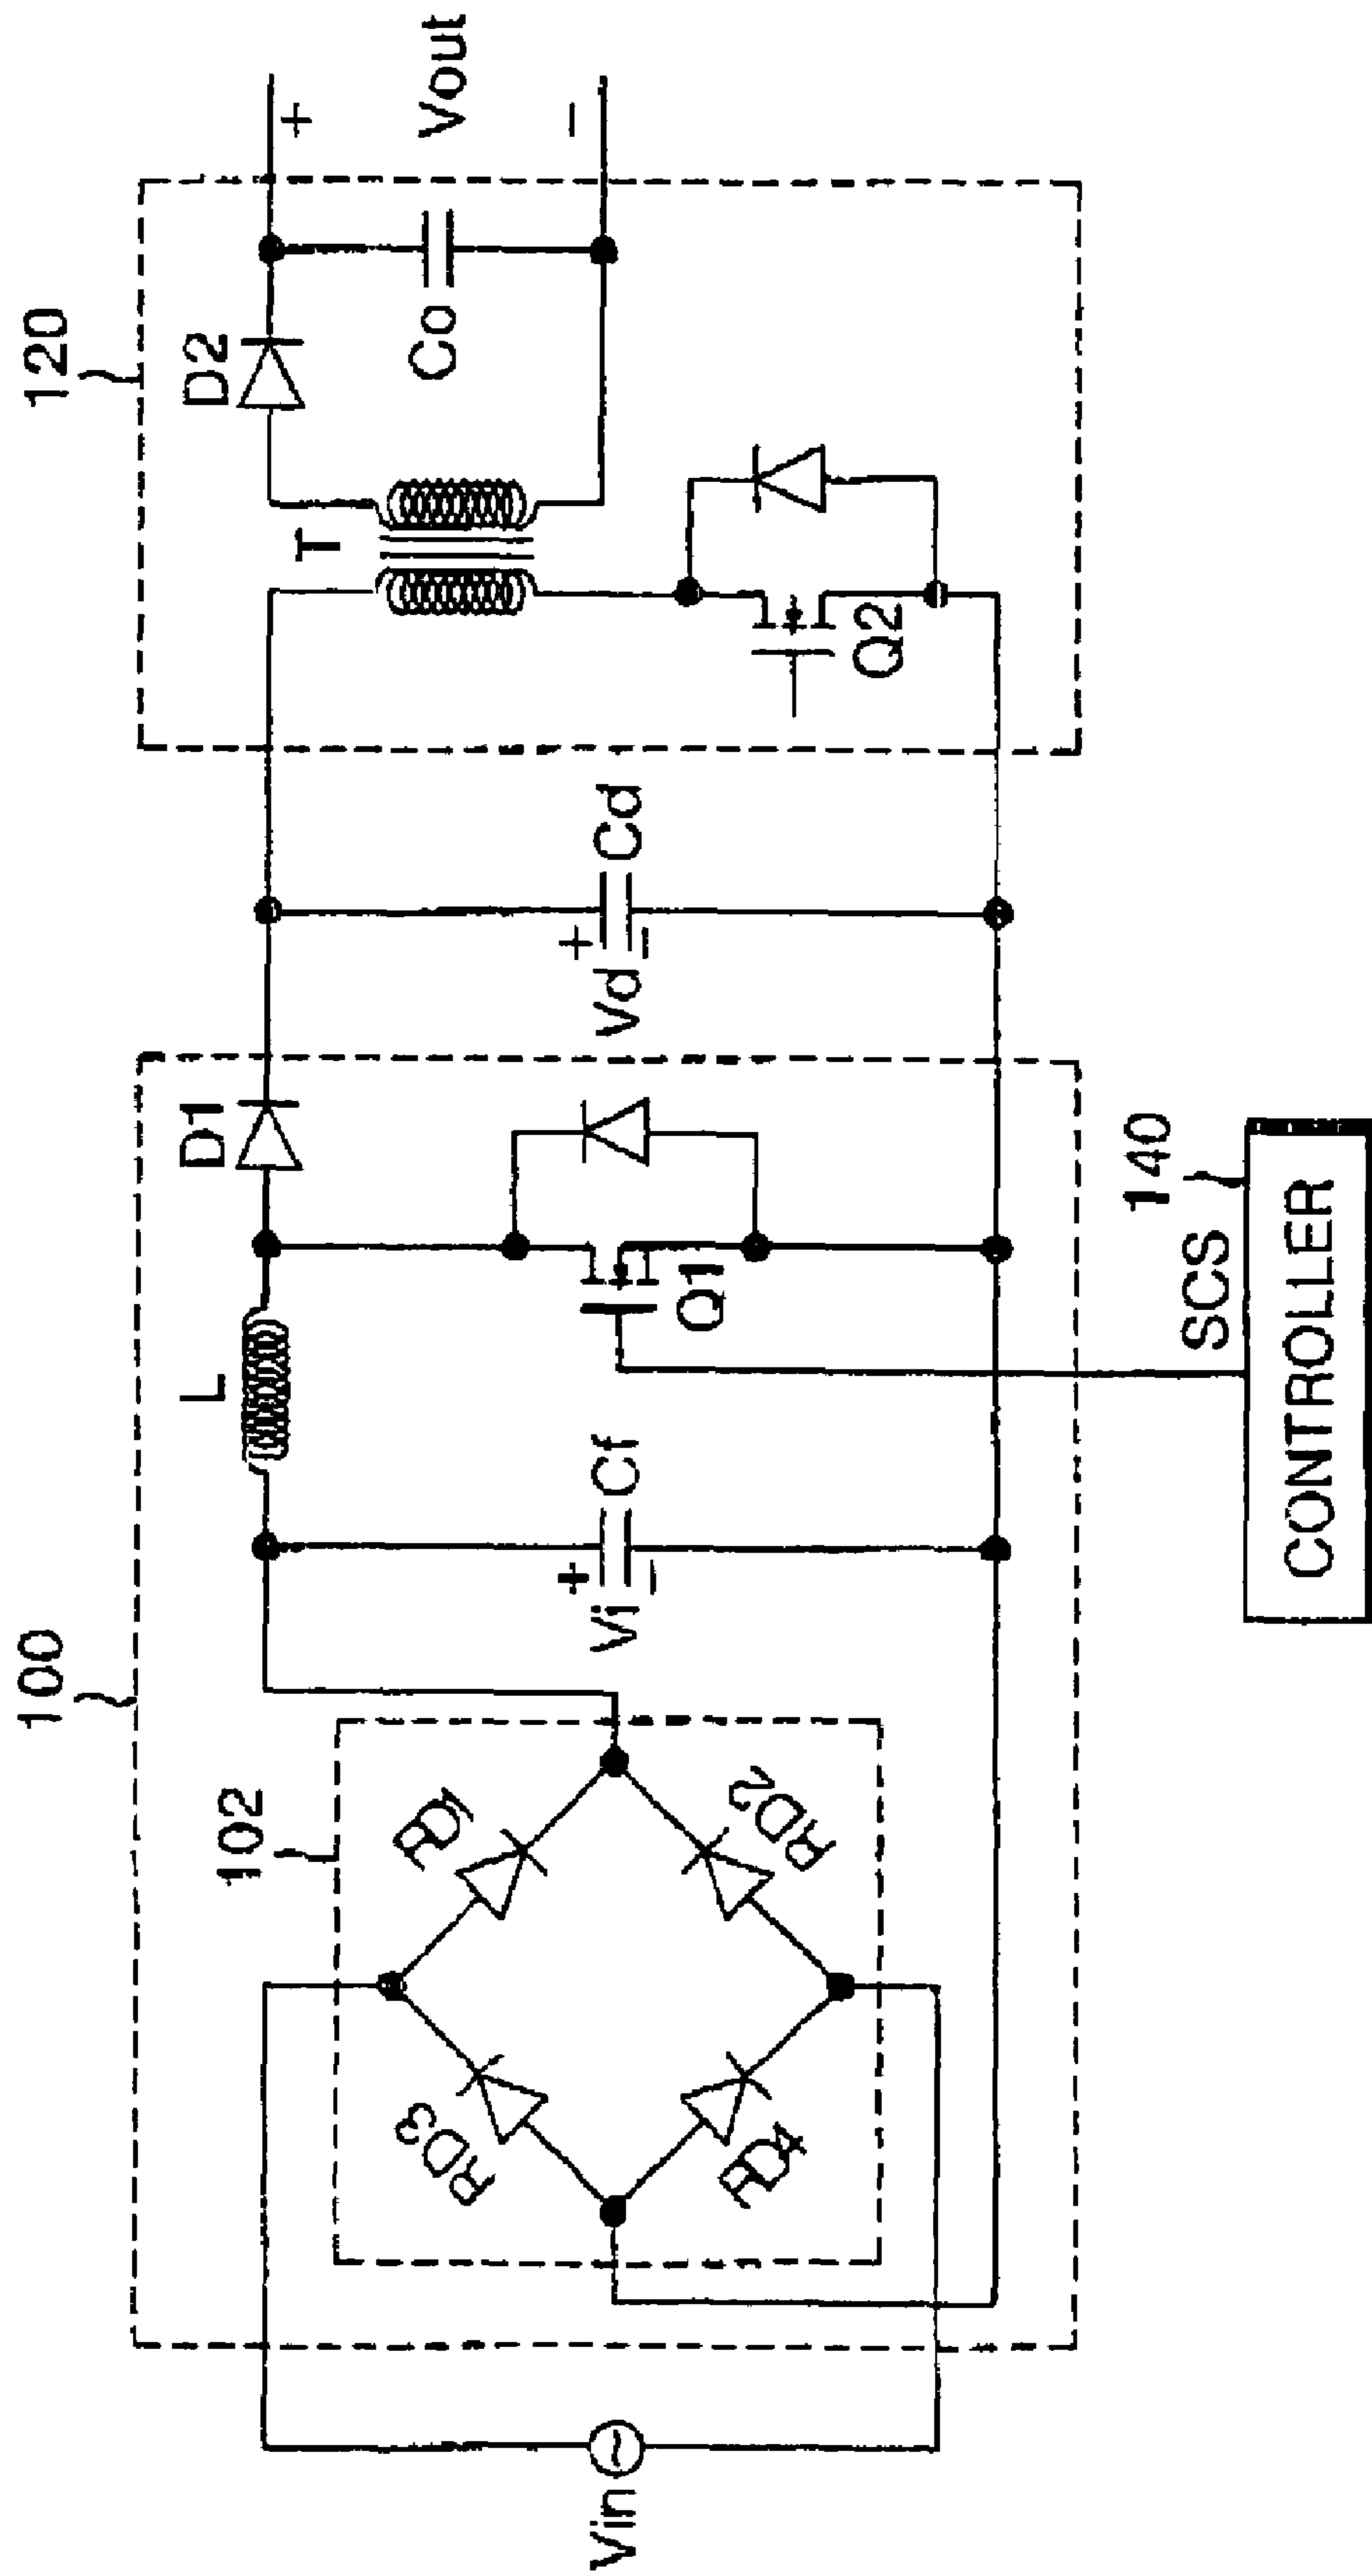 100
120
102
Vin
RD1
RD2
RD3
RD4
Vi
+
−
Cf
L
D1
Q1
Vd
+
−
Cd
T
D2
Q2
Co
+
Vout
−
SCS
140
CONTROLLER